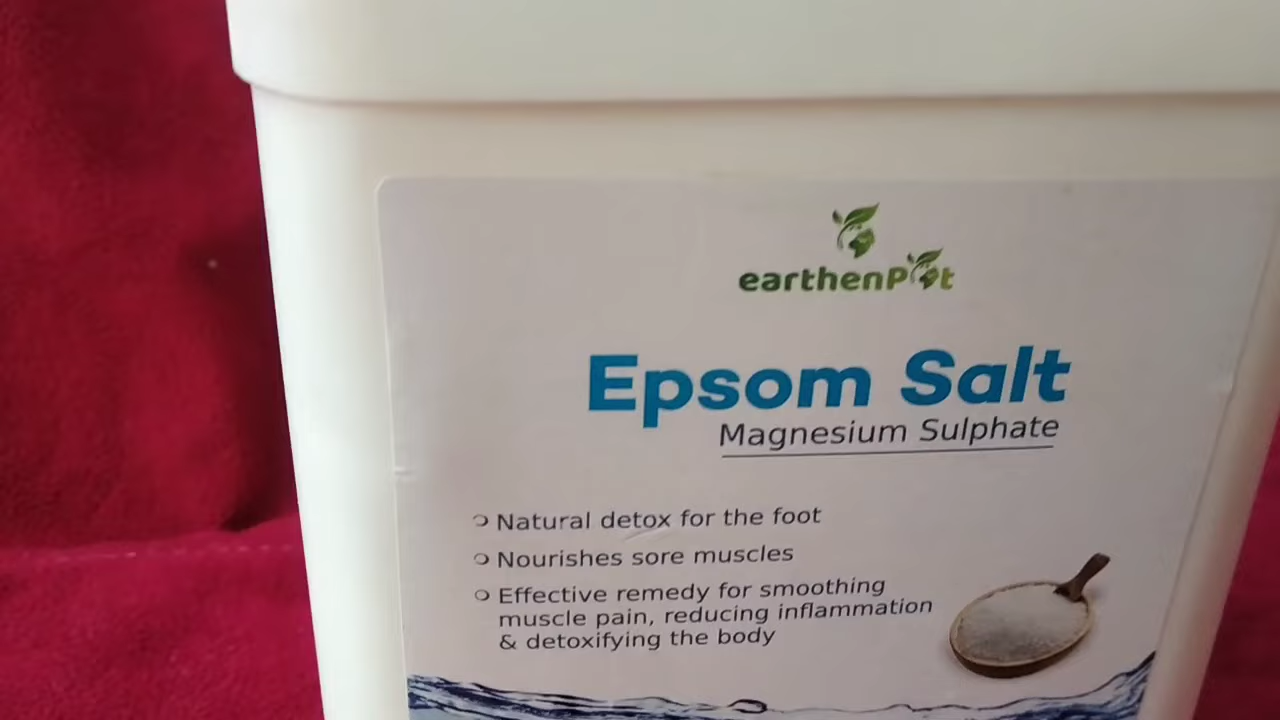 earthenPot
Epsom Salt
Magnesium Sulphate
Natural detox for the foot
Nourishes sore muscles
Effective remedy for smoothing
muscle pain, reducing inflammation
& detoxifying the body